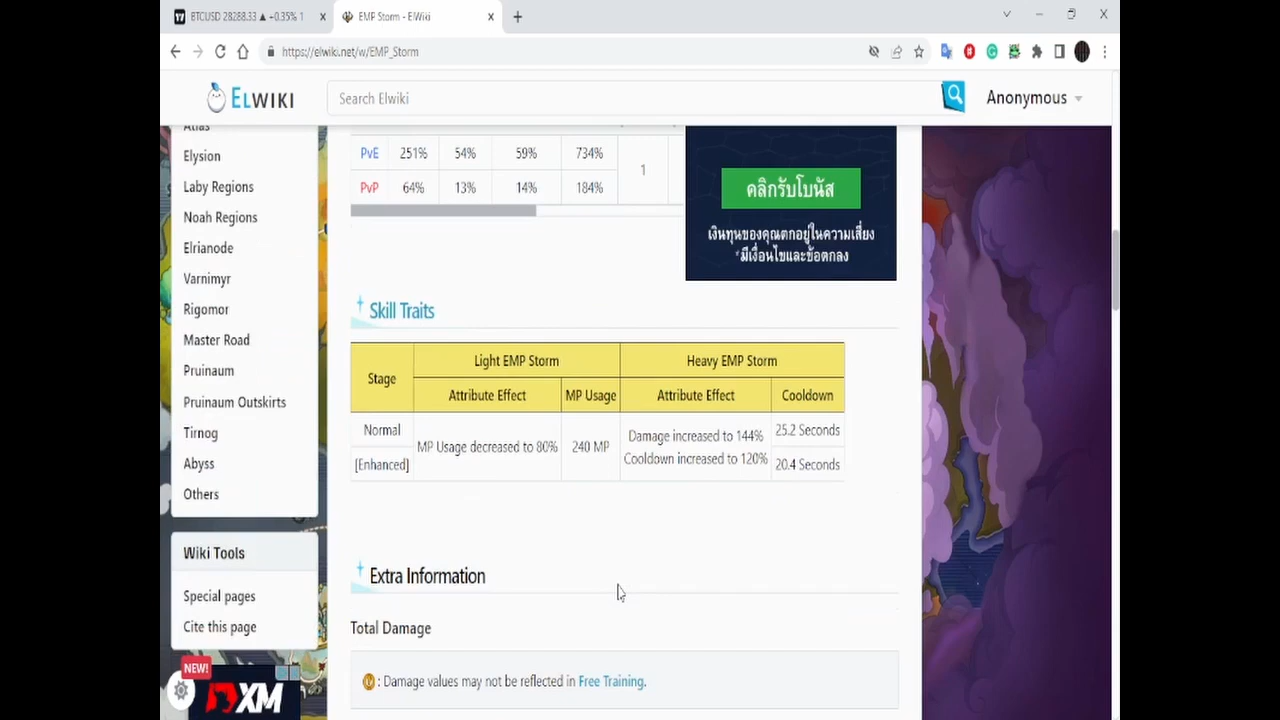 BTCUSD 28288.33 ▲ +0.35% 1
EMP Storm - ElWiki
https://elwiki.net/w/EMP_Storm
ELWIKI
Search Elwiki
Anonymous
Atlas
Elysion
Laby Regions
Noah Regions
Elrianode
Varnimyr
Rigomor
Master Road
Pruinaum
Pruinaum Outskirts
Tirnog
Abyss
Others
Wiki Tools
Special pages
Cite this page
NEW!
XM
PvE 251% 54% 59% 734% 1
PvP 64% 13% 14% 184%
คลิกรับโบนัส
เงินทุนของคุณตกอยู่ในความเสี่ยง
*มีเงื่อนไขและข้อตกลง
Skill Traits
Stage Light EMP Storm Heavy EMP Storm
Attribute Effect MP Usage Attribute Effect Cooldown
Normal MP Usage decreased to 80% 240 MP Damage increased to 144% 25.2 Seconds
[Enhanced] Cooldown increased to 120% 20.4 Seconds
Extra Information
Total Damage
: Damage values may not be reflected in Free Training.